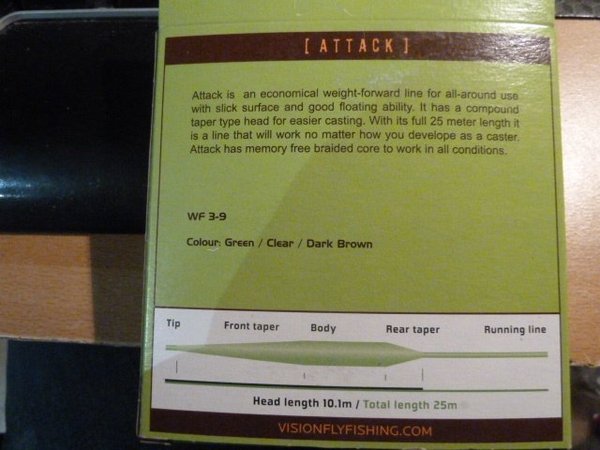 [ ATTACK ]
Attack is an economical weight-forward line for all-around use
with slick surface and good floating ability. It has a compound
taper type head for easier casting. With its full 25 meter length it
is a line that will work no matter how you develope as a caster.
Attack has memory free braided core to work in all conditions.
WF 3-9
Colour: Green / Clear / Dark Brown
Tip Front taper Body Rear taper Running line
Head length 10.1m / Total length 25m
VISIONFLYFISHING.COM